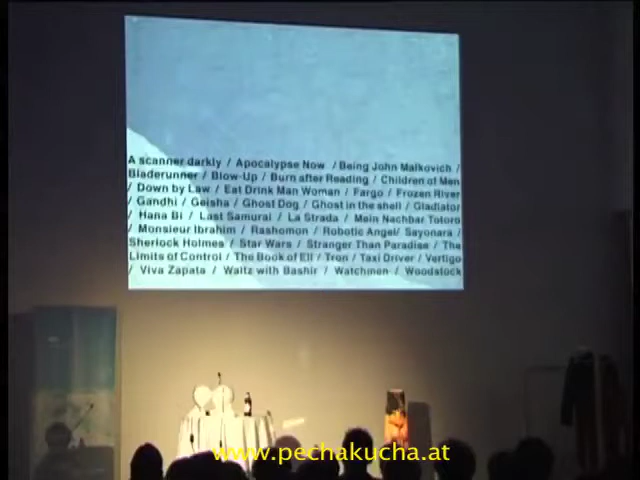 A scanner darkly / Apocalypse Now / Being John Malkovich /
Bladerunner / Blow-Up / Burn after Reading / Children of Men
/ Down by Law / Eat Drink Man Woman / Fargo / Frozen River
/ Gandhi / Geisha / Ghost Dog / Ghost in the shell / Gladiator
/ Hana Bi / Last Samurai / La Strada / Mein Nachbar Totoro
/ Monsieur Ibrahim / Rashomon / Robotic Angel/ Sayonara /
Sherlock Holmes / Star Wars / Stranger Than Paradise / The
Limits of Control / The Book of Eli / Tron / Taxi Driver / Vertigo
/ Viva Zapata / Waltz with Bashir / Watchmen / Woodstock
www.pechakucha.at